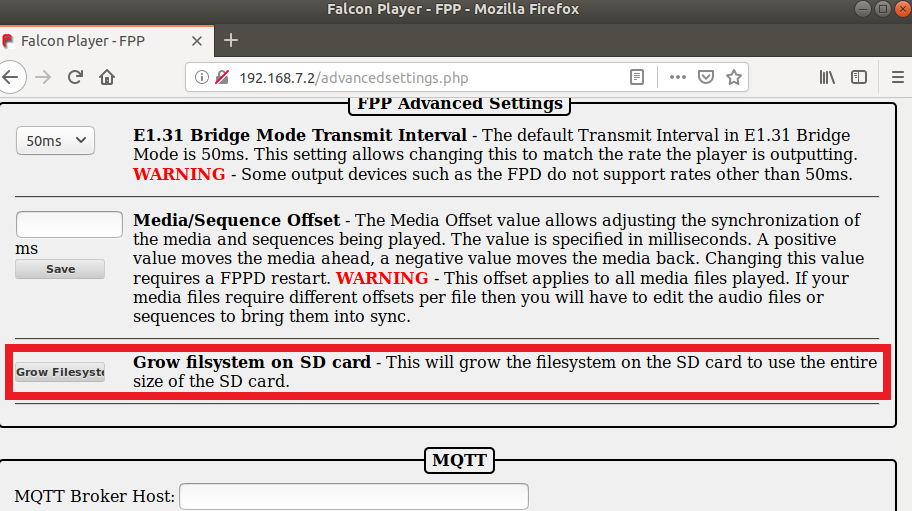 Falcon Player - FPP - Mozilla Firefox
Falcon Player - FPP
192.168.7.2/advancedsettings.php
FPP Advanced Settings
50ms
E1.31 Bridge Mode Transmit Interval - The default Transmit Interval in E1.31 Bridge
Mode is 50ms. This setting allows changing this to match the rate the player is outputting.
WARNING - Some output devices such as the FPD do not support rates other than 50ms.
ms
Save
Media/Sequence Offset - The Media Offset value allows adjusting the synchronization of
the media and sequences being played. The value is specified in milliseconds. A positive
value moves the media ahead, a negative value moves the media back. Changing this value
requires a FPPD restart. WARNING - This offset applies to all media files played. If your
media files require different offsets per file then you will have to edit the audio files or
sequences to bring them into sync.
Grow Filesyste
Grow filsystem on SD card - This will grow the filesystem on the SD card to use the entire
size of the SD card.
MQTT
MQTT Broker Host: